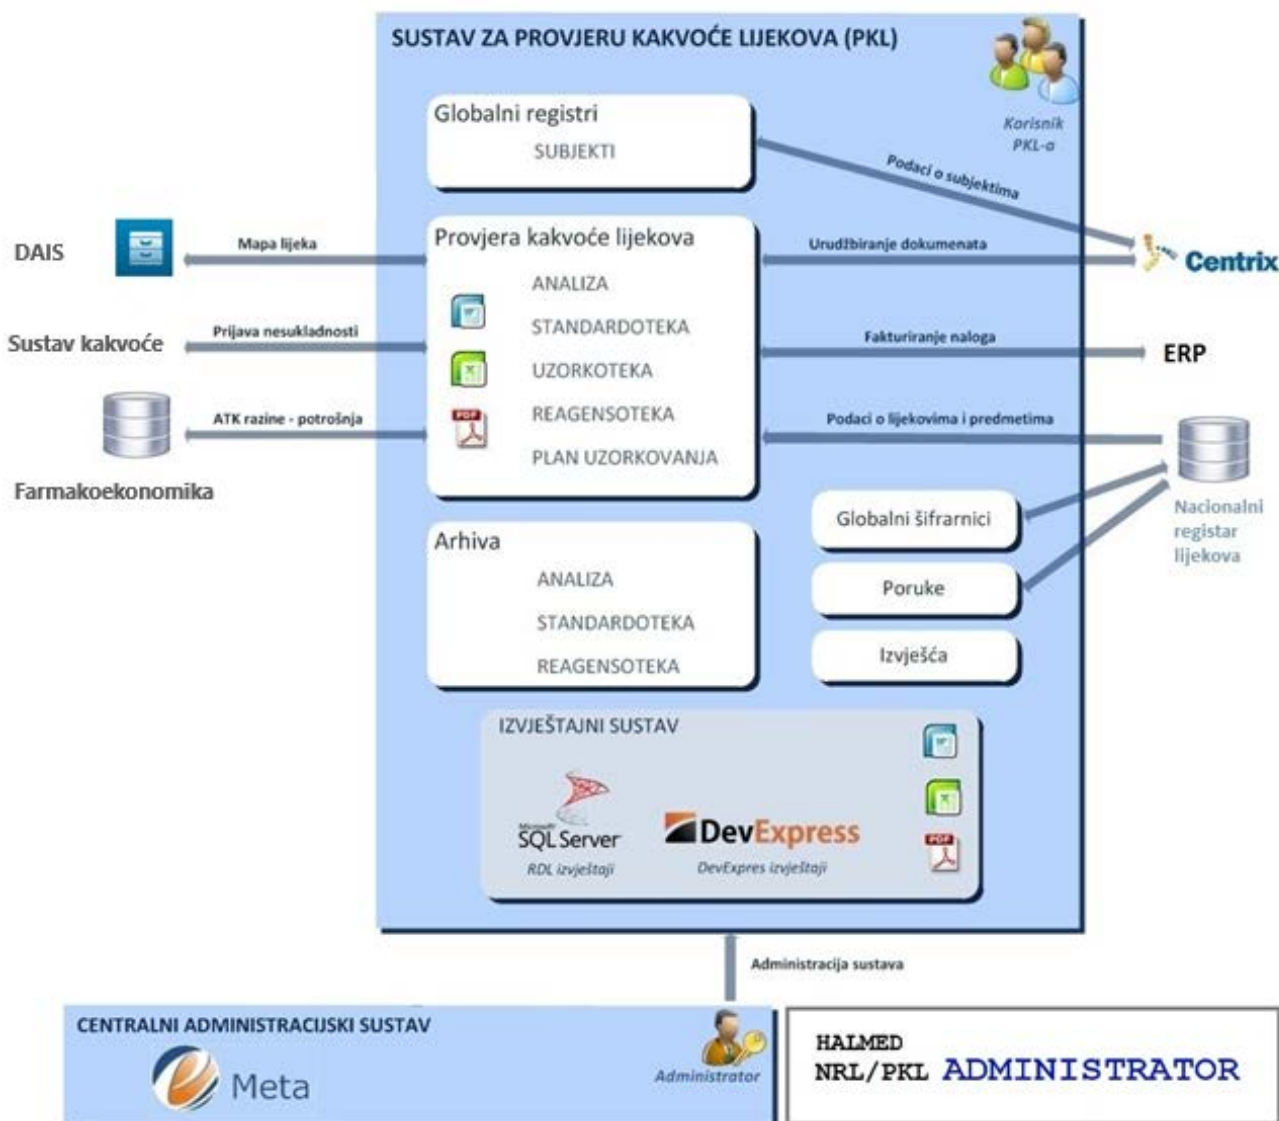 SUSTAV ZA PROVJERU KAKVOĆE LIJEKOVA (PKL)
Korisnik
PKL-a
Globalni registri
SUBJEKTI
Podaci o subjektima
DAIS
Mapa lijeka
Provjera kakvoće lijekova
ANALIZA
STANDARDOTEKA
UZORKOTEKA
REAGENSOTEKA
PLAN UZORKOVANJA
Urudžbiranje dokumenata
Centrix
Sustav kakvoće
Prijava nesukladnosti
Fakturiranje naloga
ERP
PDF
ATK razine - potrošnja
Farmakoekonomika
Podaci o lijekovima i predmetima
Nacionalni
registar
lijekova
Globalni šifrarnici
Poruke
Izvješća
Arhiva
ANALIZA
STANDARDOTEKA
REAGENSOTEKA
IZVJEŠTAJNI SUSTAV
Microsoft
SQL Server
RDL izvještaji
DevExpress
DevExpres izvještaji
PDF
Administracija sustava
CENTRALNI ADMINISTRACIJSKI SUSTAV
Meta
Administrator
HALMED
NRL/PKL ADMINISTRATOR